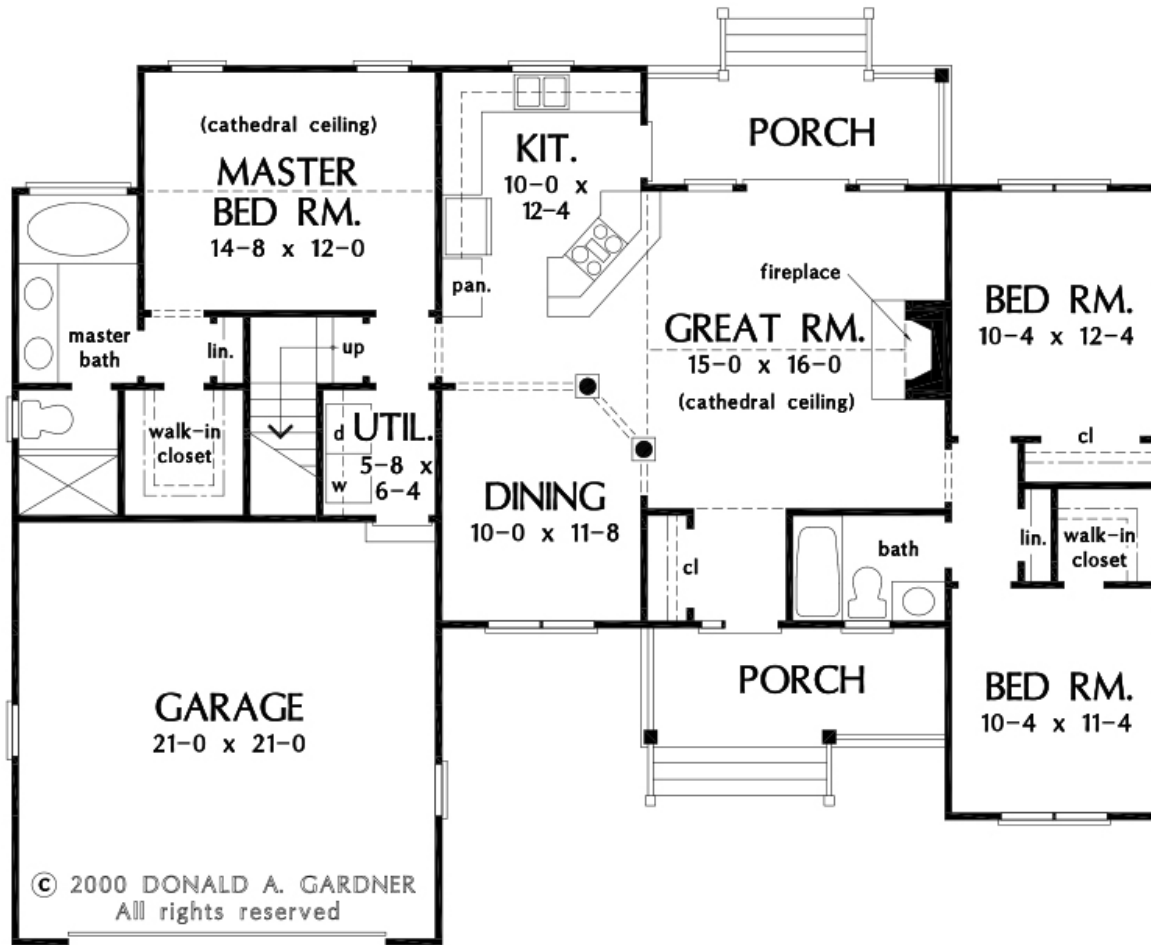 (cathedral ceiling)
MASTER
BED RM.
14-8 x 12-0
KIT.
10-0 x
12-4
PORCH
pan.
fireplace
GREAT RM.
15-0 x 16-0
(cathedral ceiling)
BED RM.
10-4 x 12-4
master
bath
lin.
up
walk-in
closet
d
w
UTIL.
5-8 x
6-4
DINING
10-0 x 11-8
cl
cl
bath
lin.
walk-in
closet
GARAGE
21-0 x 21-0
PORCH
BED RM.
10-4 x 11-4
© 2000 DONALD A. GARDNER
All rights reserved